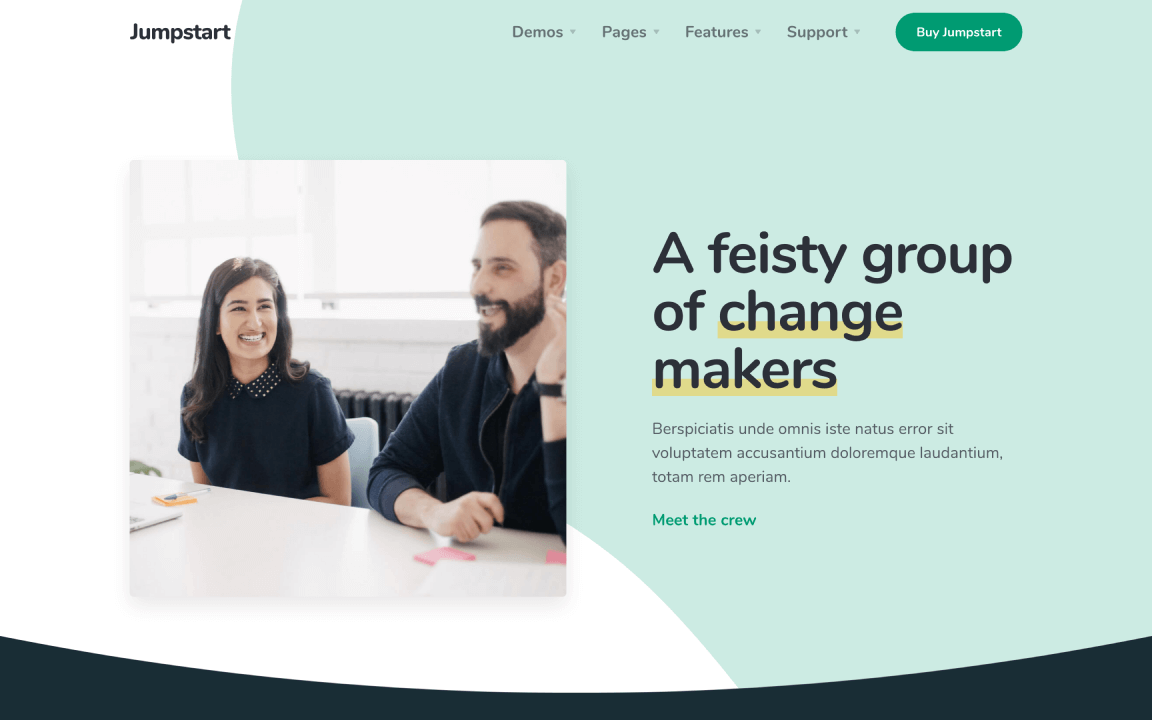 Jumpstart
Demos
Pages
Features
Support
Buy Jumpstart
A feisty group
of change
makers
Berspiciatis unde omnis iste natus error sit
voluptatem accusantium doloremque laudantium,
totam rem aperiam.
Meet the crew